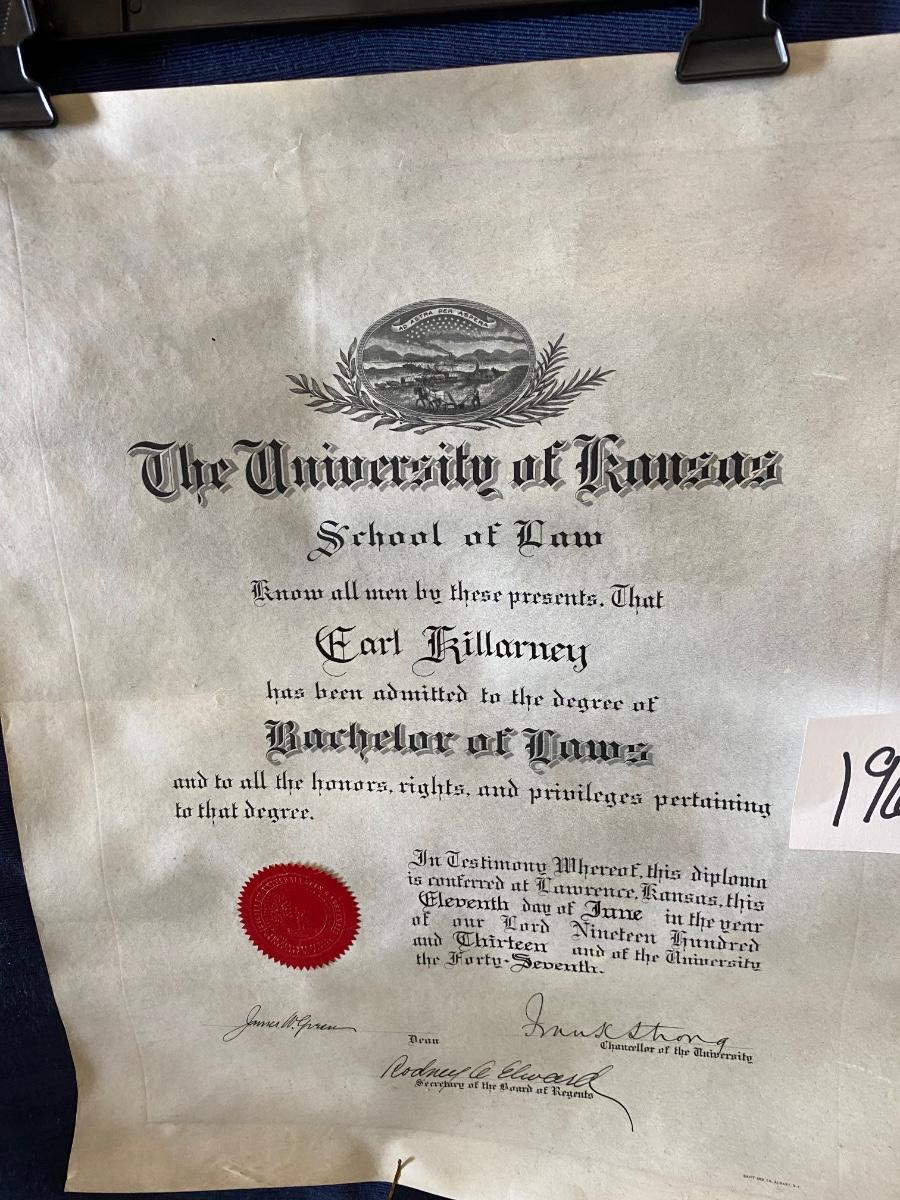 AD ASTRA PER ASPERA
The University of Kansas
School of Law
Know all men by these presents. That
Earl Killarney
has been admitted to the degree of
Bachelor of Laws
and to all the honors, rights, and privileges pertaining
to that degree.
In Testimony Whereof, this diploma
is conferred at Lawrence, Kansas, this
Eleventh day of June in the year
of our Lord Nineteen Hundred
and Thirteen and of the University
the Forty-Seventh.
James W. Green
Dean
Frank Strong
Chancellor of the University
Rodney A Elward
Secretary of the Board of Regents
19